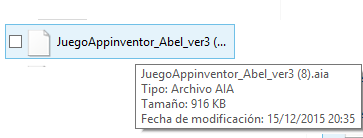 JuegoAppinventor_Abel_ver3 (...
JuegoAppinventor_Abel_ver3 (8).aia
Tipo: Archivo AIA
Tamaño: 916 KB
Fecha de modificación: 15/12/2015 20:35